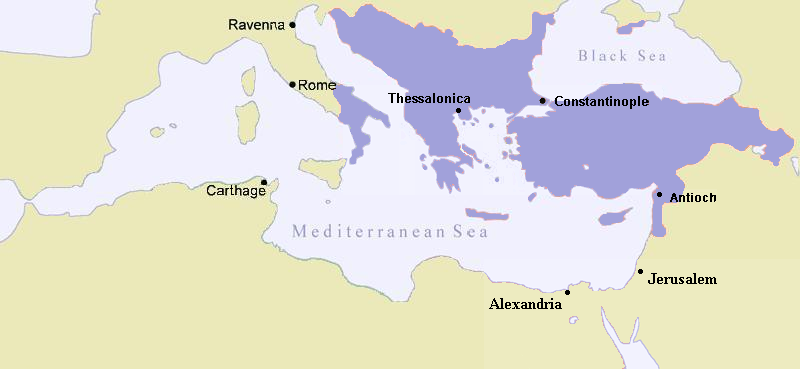 Ravenna
Black Sea
Rome
Thessalonica
Constantinople
Carthage
Antioch
Mediterranean Sea
Jerusalem
Alexandria